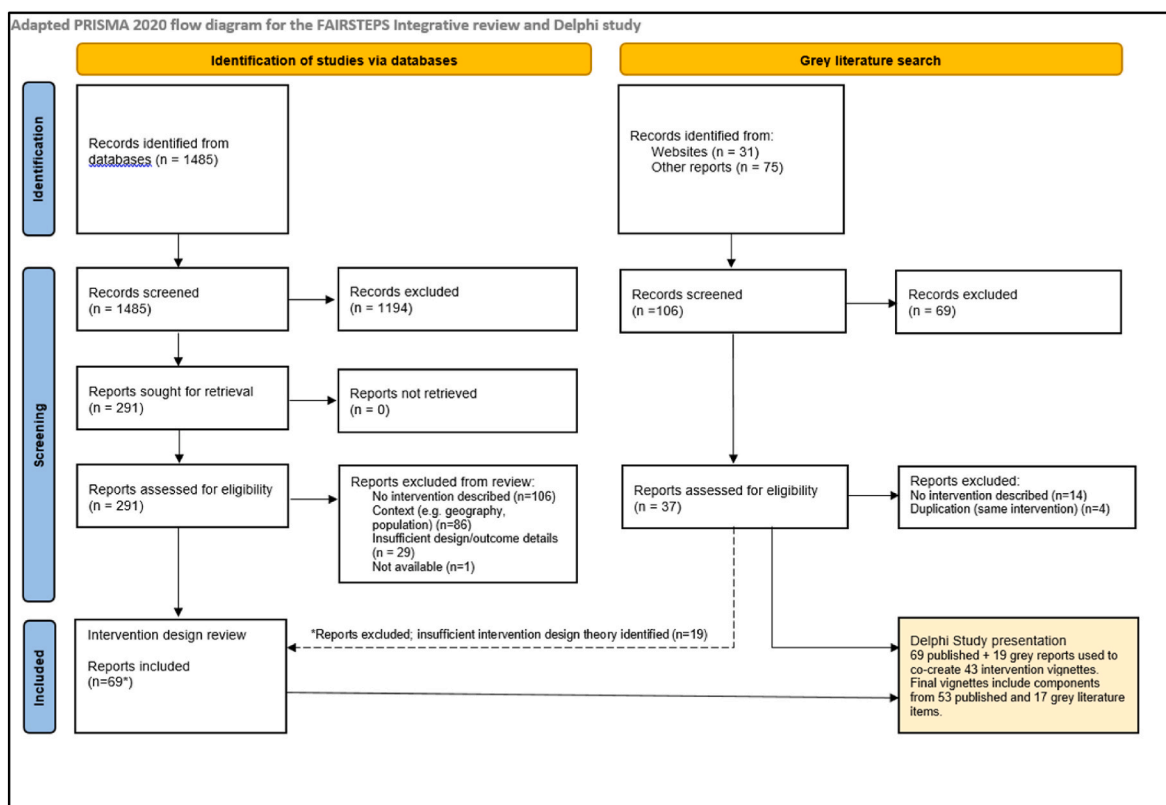 Adapted PRISMA 2020 flow diagram for the FAIRSTEPS Integrative review and Delphi study
Identification of studies via databases
Grey literature search
Identification
Records identified from
databases (n = 1485)
Records identified from:
Websites (n = 31)
Other reports (n = 75)
Screening
Records screened
(n = 1485)
Records excluded
(n = 1194)
Records screened
(n =106)
Records excluded
(n = 69)
Reports sought for retrieval
(n = 291)
Reports not retrieved
(n = 0)
Reports assessed for eligibility
(n = 291)
Reports excluded from review:
No intervention described (n=106)
Context (e.g. geography,
population) (n=86)
Insufficient design/outcome details
(n = 29)
Not available (n=1)
Reports assessed for eligibility
(n = 37)
Reports excluded:
No intervention described (n=14)
Duplication (same intervention) (n=4)
Included
Intervention design review
Reports included
(n=69*)
*Reports excluded; insufficient intervention design theory identified (n=19)
Delphi Study presentation
69 published + 19 grey reports used to
co-create 43 intervention vignettes.
Final vignettes include components
from 53 published and 17 grey literature
items.